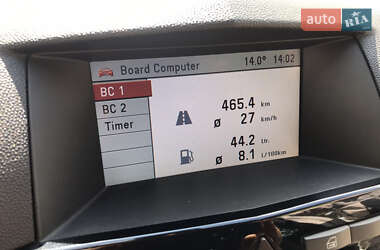 auto RIA
Board Computer 14.0° 14:02
BC 1
BC 2
Timer
465.4 km
ø 27 km/h
44.2 Ltr.
ø 8.1 L/100km